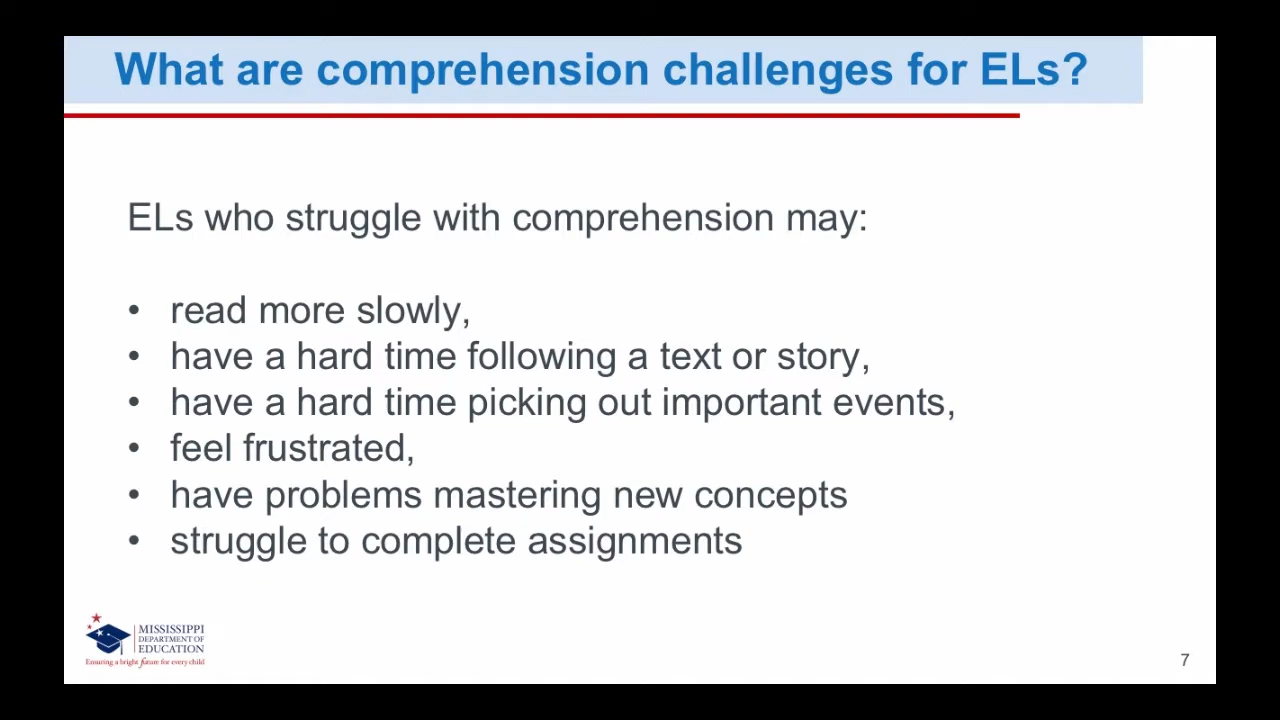 What are comprehension challenges for ELs?
ELs who struggle with comprehension may:
• read more slowly,
• have a hard time following a text or story,
• have a hard time picking out important events,
• feel frustrated,
• have problems mastering new concepts
• struggle to complete assignments
MISSISSIPPI
DEPARTMENT OF
EDUCATION
Ensuring a bright future for every child
7